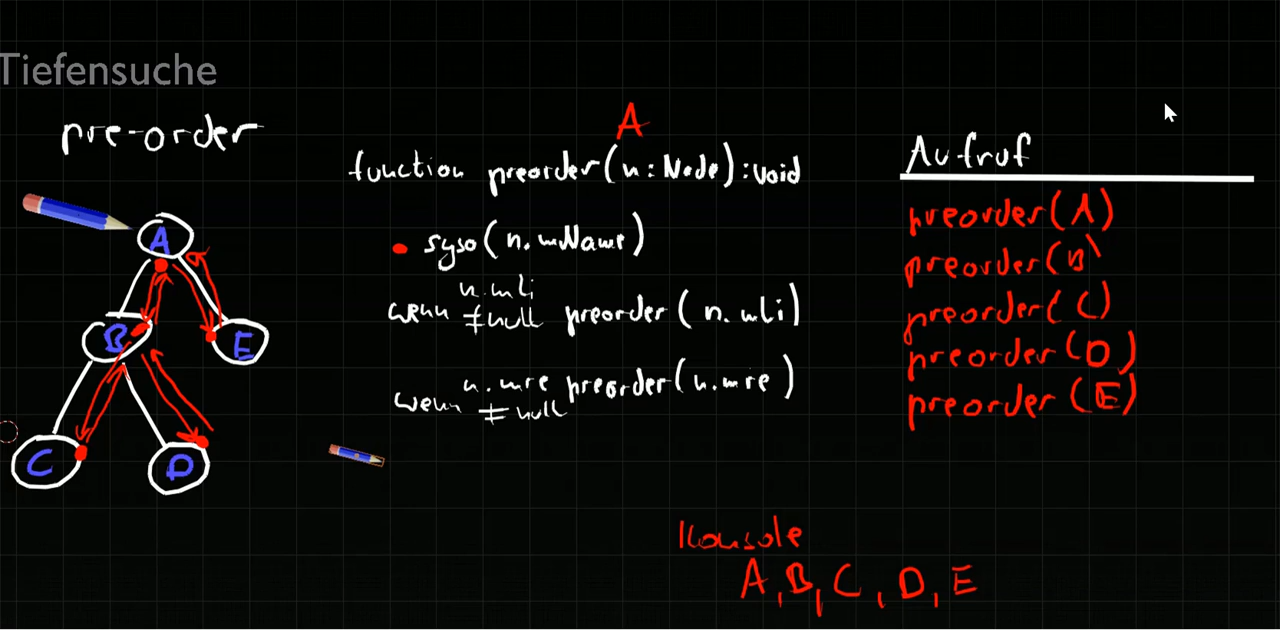 Tiefensuche
pre-order
A
B
E
C
D
A
function preorder(n:Node):void
syso(n.mName)
wenn n.mli ≠null preorder(n.mli)
wenn n.mre ≠null preorder(n.mre)
Aufruf
preorder(A)
preorder(B)
preorder(C)
preorder(D)
preorder(E)
Konsole
A, B, C, D, E